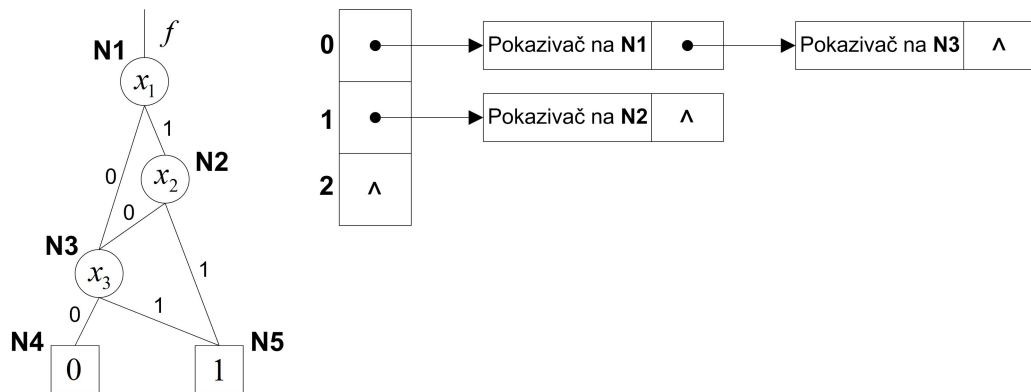 f
N1
x1
1
0
N2
x2
0
N3
x3
1
0
1
N4
0
1
N5
0
Pokazivač na N1
Pokazivač na N3
^
1
Pokazivač na N2
^
2
^